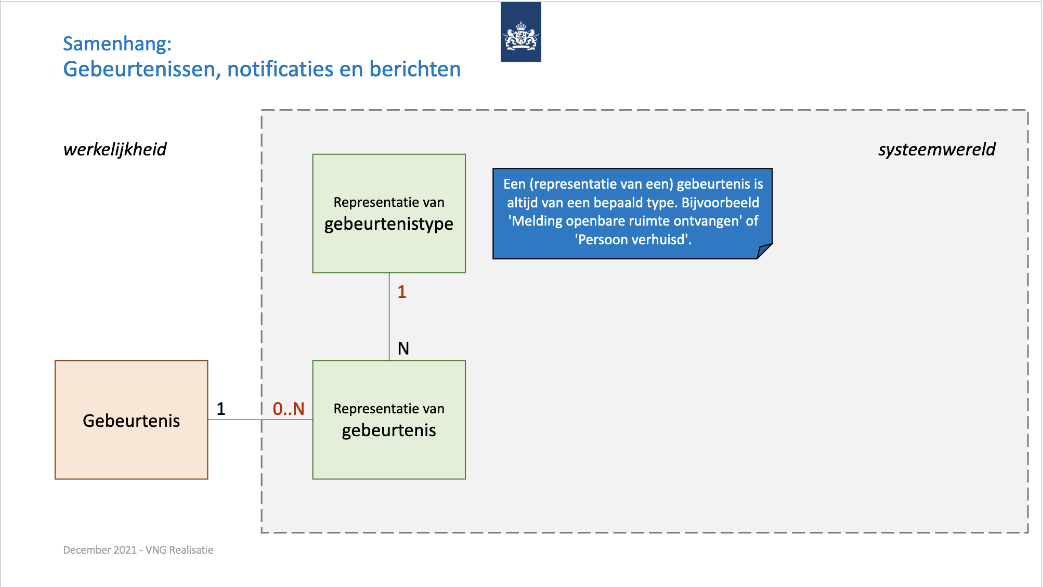 Samenhang:
Gebeurtenissen, notificaties en berichten
werkelijkheid
systeemwereld
Representatie van
gebeurtenistype
Een (representatie van een) gebeurtenis is
altijd van een bepaald type. Bijvoorbeeld
'Melding openbare ruimte ontvangen' of
'Persoon verhuisd'.
1
N
Gebeurtenis
1
0..N
Representatie van
gebeurtenis
December 2021 - VNG Realisatie